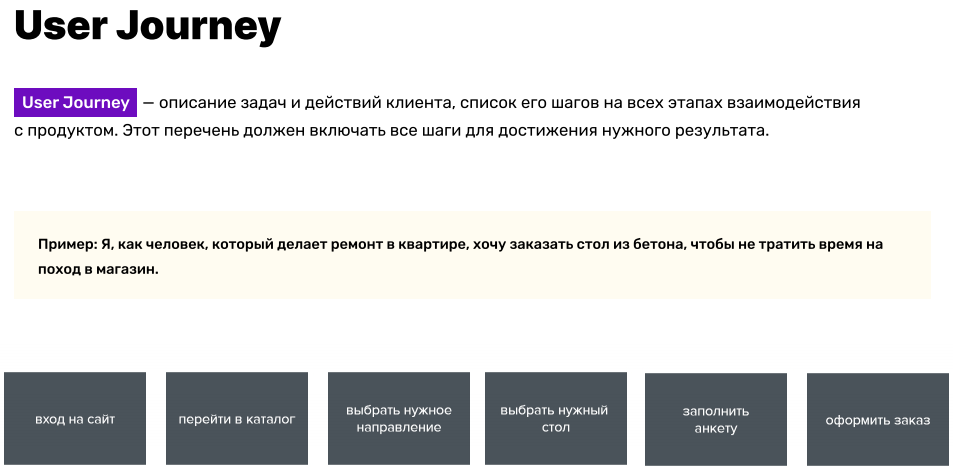 User Journey
User Journey — описание задач и действий клиента, список его шагов на всех этапах взаимодействия
с продуктом. Этот перечень должен включать все шаги для достижения нужного результата.
Пример: Я, как человек, который делает ремонт в квартире, хочу заказать стол из бетона, чтобы не тратить время на
поход в магазин.
вход на сайт
перейти в каталог
выбрать нужное
направление
выбрать нужный
стол
заполнить
анкету
оформить заказ